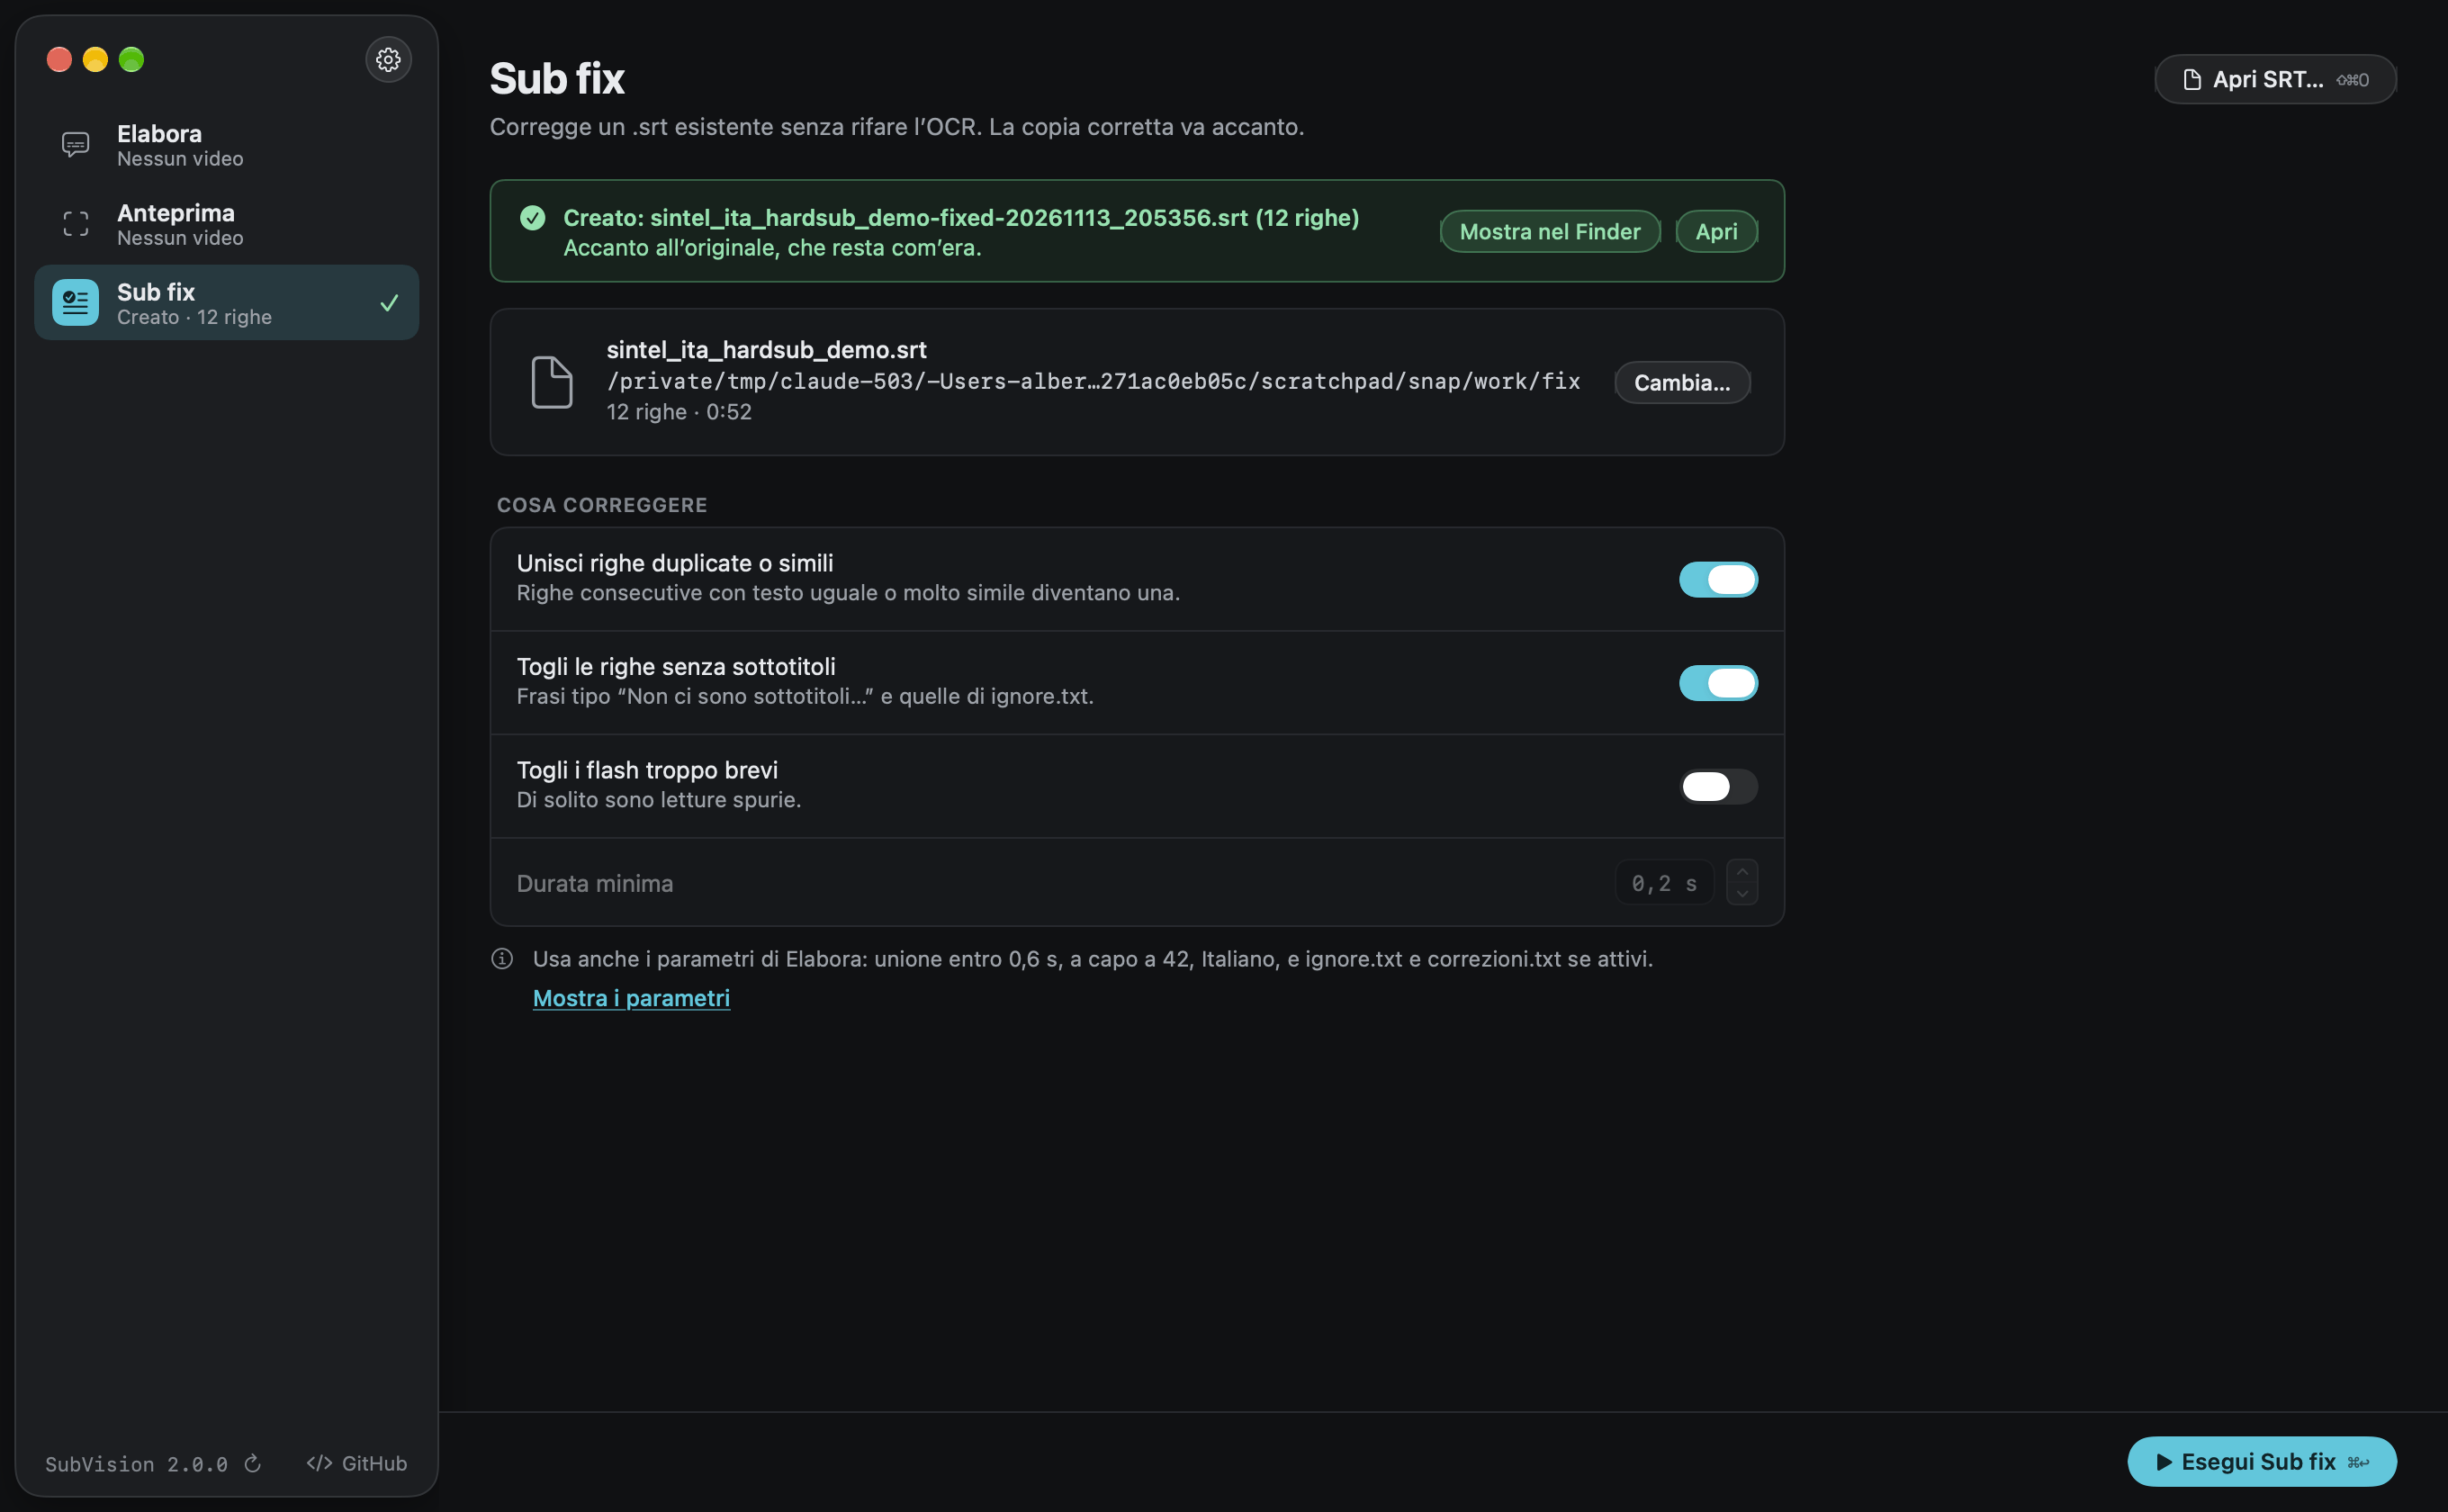 Elabora
Nessun video
Anteprima
Nessun video
Sub fix
Creato · 12 righe
SubVision 2.0.0
</> GitHub
Sub fix
Corregge un .srt esistente senza rifare l’OCR. La copia corretta va accanto.
Apri SRT... ⇧⌘O
Creato: sintel_ita_hardsub_demo-fixed-20261113_205356.srt (12 righe)
Accanto all’originale, che resta com’era.
Mostra nel Finder
Apri
sintel_ita_hardsub_demo.srt
/private/tmp/claude-503/-Users-alber…271ac0eb05c/scratchpad/snap/work/fix
12 righe · 0:52
Cambia...
COSA CORREGGERE
Unisci righe duplicate o simili
Righe consecutive con testo uguale o molto simile diventano una.
Togli le righe senza sottotitoli
Frasi tipo “Non ci sono sottotitoli…” e quelle di ignore.txt.
Togli i flash troppo brevi
Di solito sono letture spurie.
Durata minima
0,2 s
Usa anche i parametri di Elabora: unione entro 0,6 s, a capo a 42, Italiano, e ignore.txt e correzioni.txt se attivi.
Mostra i parametri
Esegui Sub fix ⌘↩